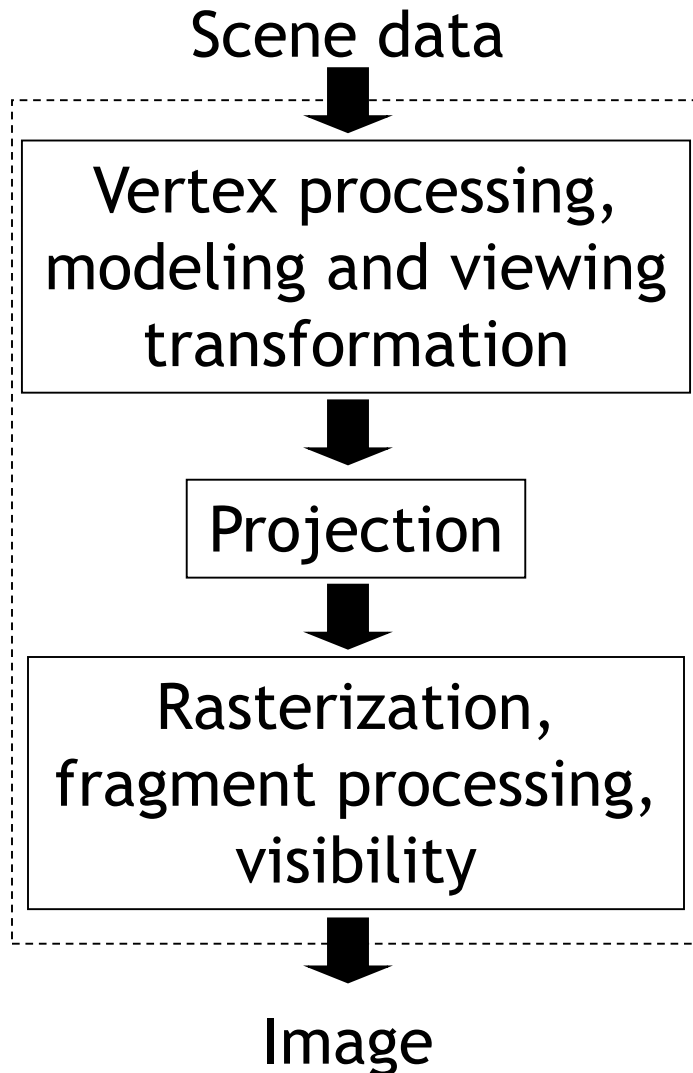 Scene data
Vertex processing,
modeling and viewing
transformation
Projection
Rasterization,
fragment processing,
visibility
Image